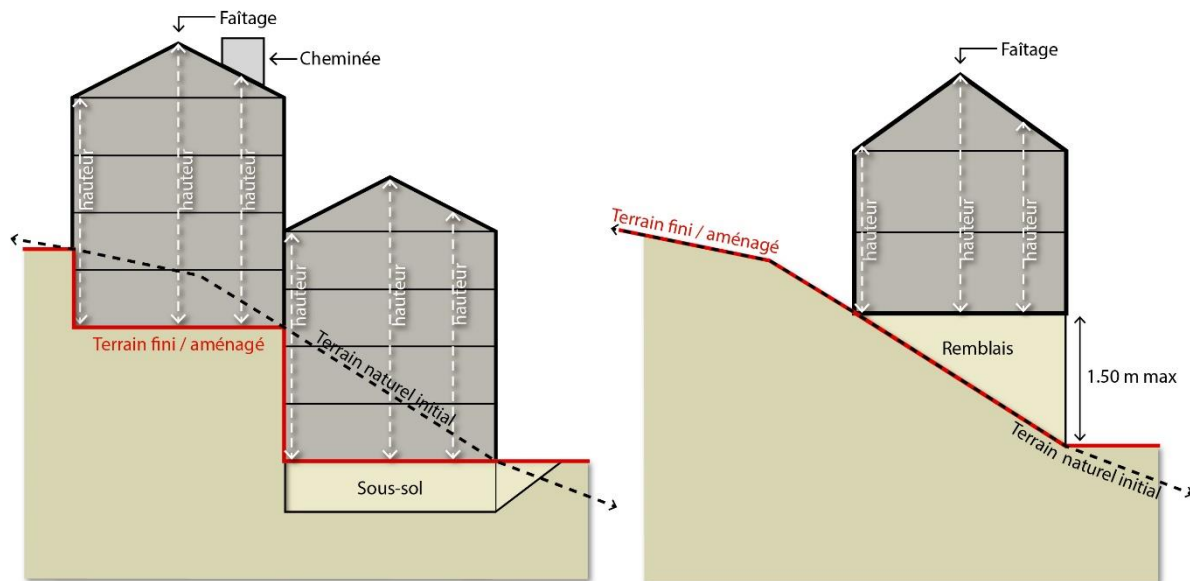 Faîtage
Cheminée
hauteur
hauteur
hauteur
hauteur
hauteur
hauteur
Terrain fini / aménagé
Terrain naturel initial
Sous-sol
Faîtage
Terrain fini / aménagé
hauteur
hauteur
hauteur
Remblais
1.50 m max
Terrain naturel initial